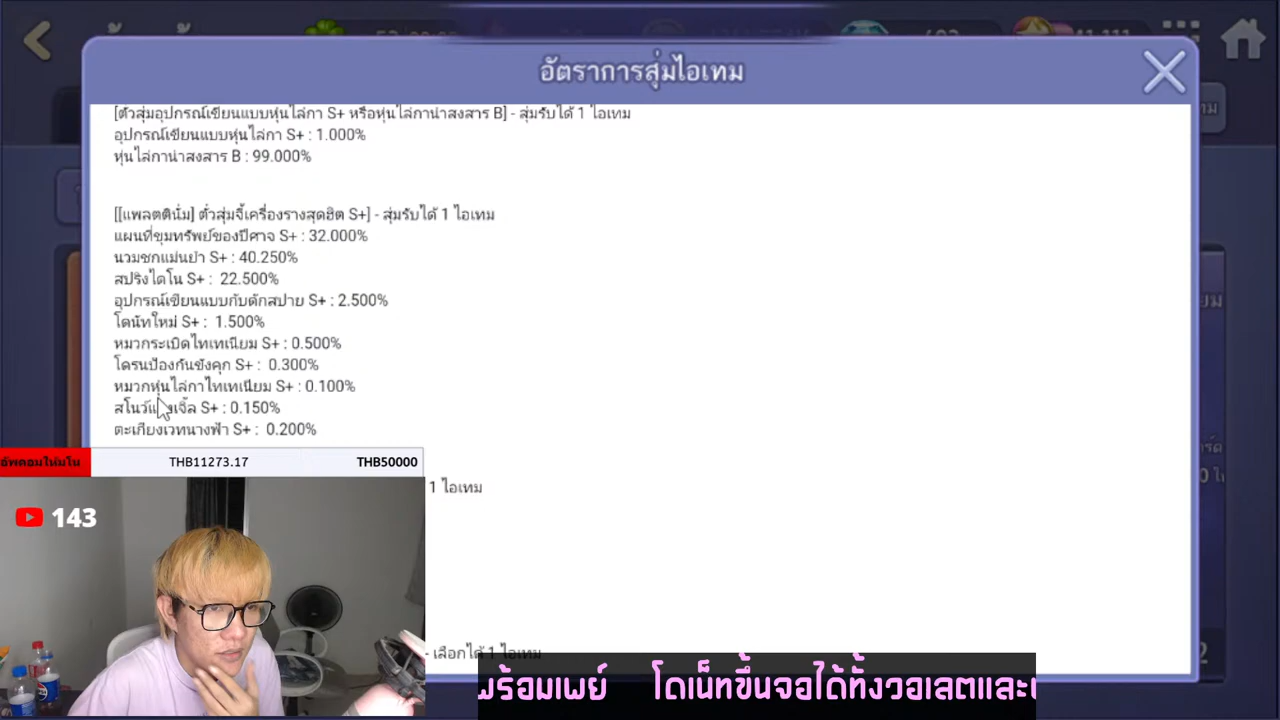 อัตราการสุ่มไอเทม
[ตั๋วสุ่มอุปกรณ์เขียนแบบหุ่นไล่กา S+ หรือหุ่นไล่กาน่าสงสาร B] - สุ่มรับได้ 1 ไอเทม
อุปกรณ์เขียนแบบหุ่นไล่กา S+ : 1.000%
หุ่นไล่กาน่าสงสาร B : 99.000%
[[แพลตตินั่ม] ตั๋วสุ่มจี้เครื่องรางสุดฮิต S+] - สุ่มรับได้ 1 ไอเทม
แผนที่ขุมทรัพย์ของปีศาจ S+ : 32.000%
นวมชกแม่นยำ S+ : 40.250%
สปริงไดโน S+ : 22.500%
อุปกรณ์เขียนแบบกับดักสปาย S+ : 2.500%
โดนัทใหม่ S+ : 1.500%
หมวกระเบิดไทเทเนียม S+ : 0.500%
โดรนป้องกันขังคุก S+ : 0.300%
หมวกหุ่นไล่กาไทเทเนียม S+ : 0.100%
S+ : 0.150%
ตะเกียงเวทนางฟ้า S+ : 0.200%
อัพคอมให้มโน THB11273.17 THB50000
1 ไอเทม
143
- เลือกได้ 1 ไอเทม
พร้อมเพย์ โดเน็ทขึ้นจอได้ทั้งวอเลตและ